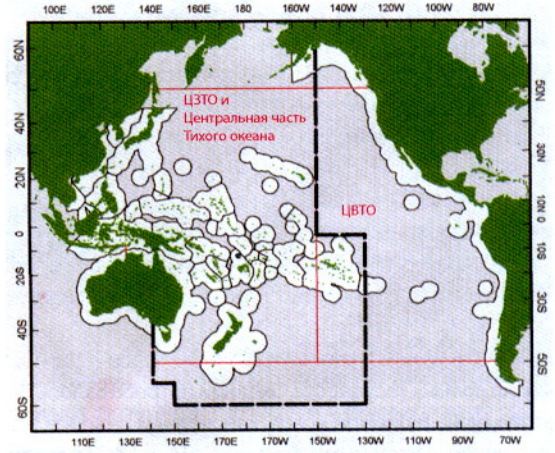 100E 120E 140E 160E 180 160W 140W 120W 100W 80W
60N
50N
ЦЗТО и
Центральная часть
Тихого океана
40N
30N
20N
ЦВТО
10N
0
0
20S
30S
40S
50S
60S
110E 130E 150E 170E 170W 150W 130W 110W 90W 70W